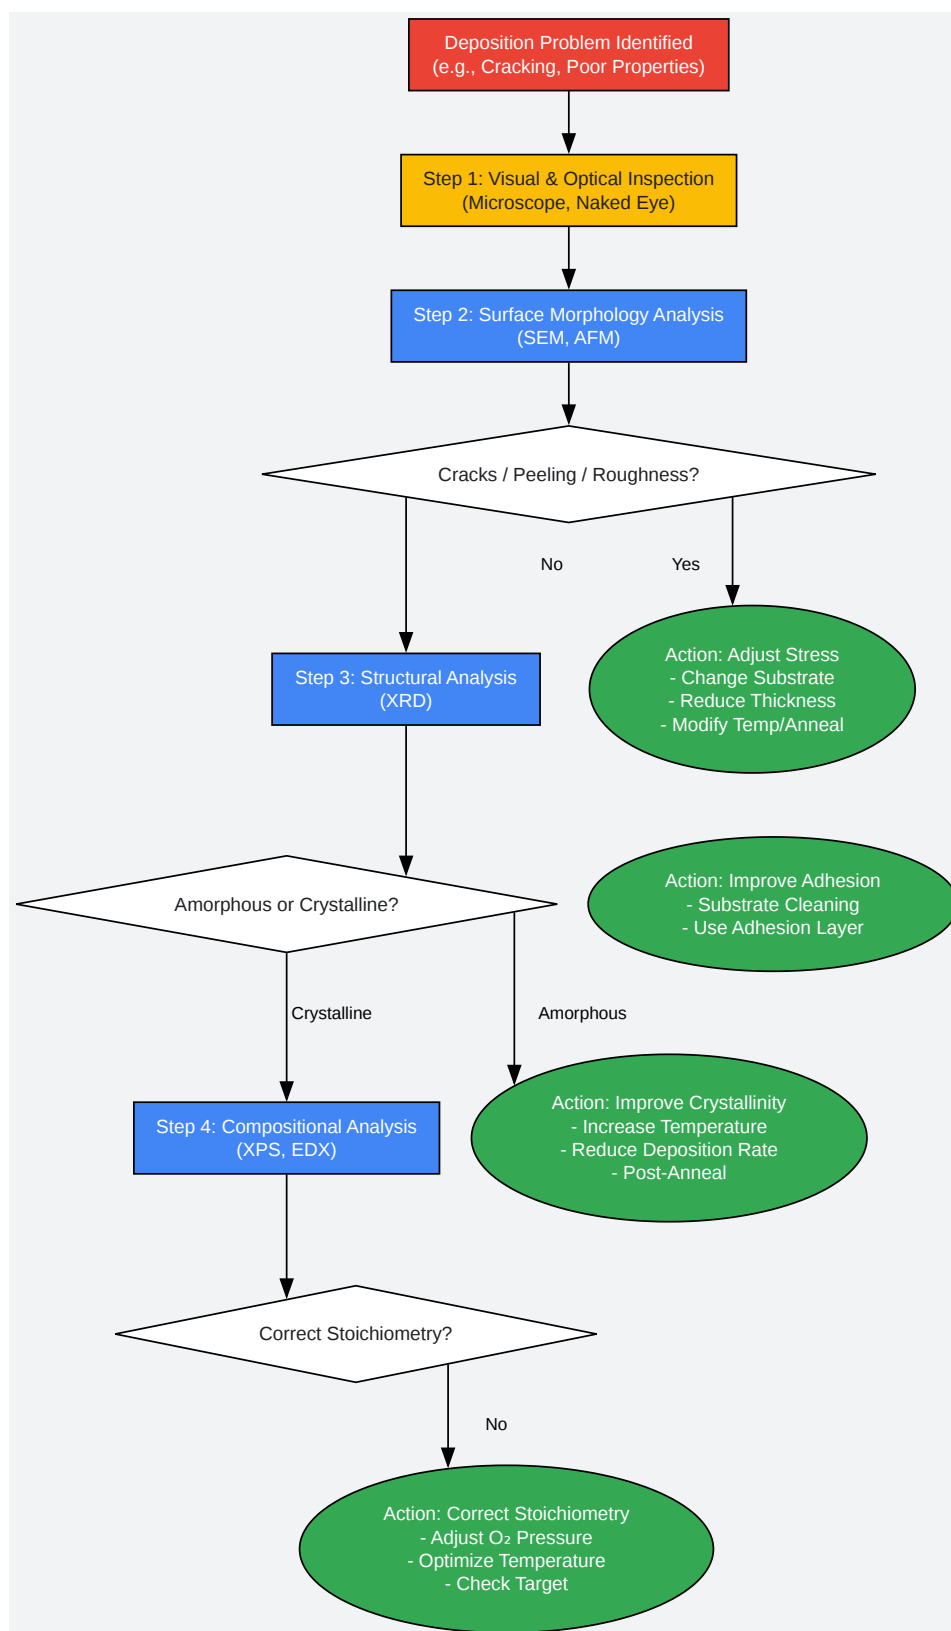 Deposition Problem Identified
(e.g., Cracking, Poor Properties)
Step 1: Visual & Optical Inspection
(Microscope, Naked Eye)
Step 2: Surface Morphology Analysis
(SEM, AFM)
Cracks / Peeling / Roughness?
No
Yes
Action: Adjust Stress
- Change Substrate
- Reduce Thickness
- Modify Temp/Anneal
Step 3: Structural Analysis
(XRD)
Amorphous or Crystalline?
Action: Improve Adhesion
- Substrate Cleaning
- Use Adhesion Layer
Crystalline
Amorphous
Step 4: Compositional Analysis
(XPS, EDX)
Action: Improve Crystallinity
- Increase Temperature
- Reduce Deposition Rate
- Post-Anneal
Correct Stoichiometry?
No
Action: Correct Stoichiometry
- Adjust O₂ Pressure
- Optimize Temperature
- Check Target